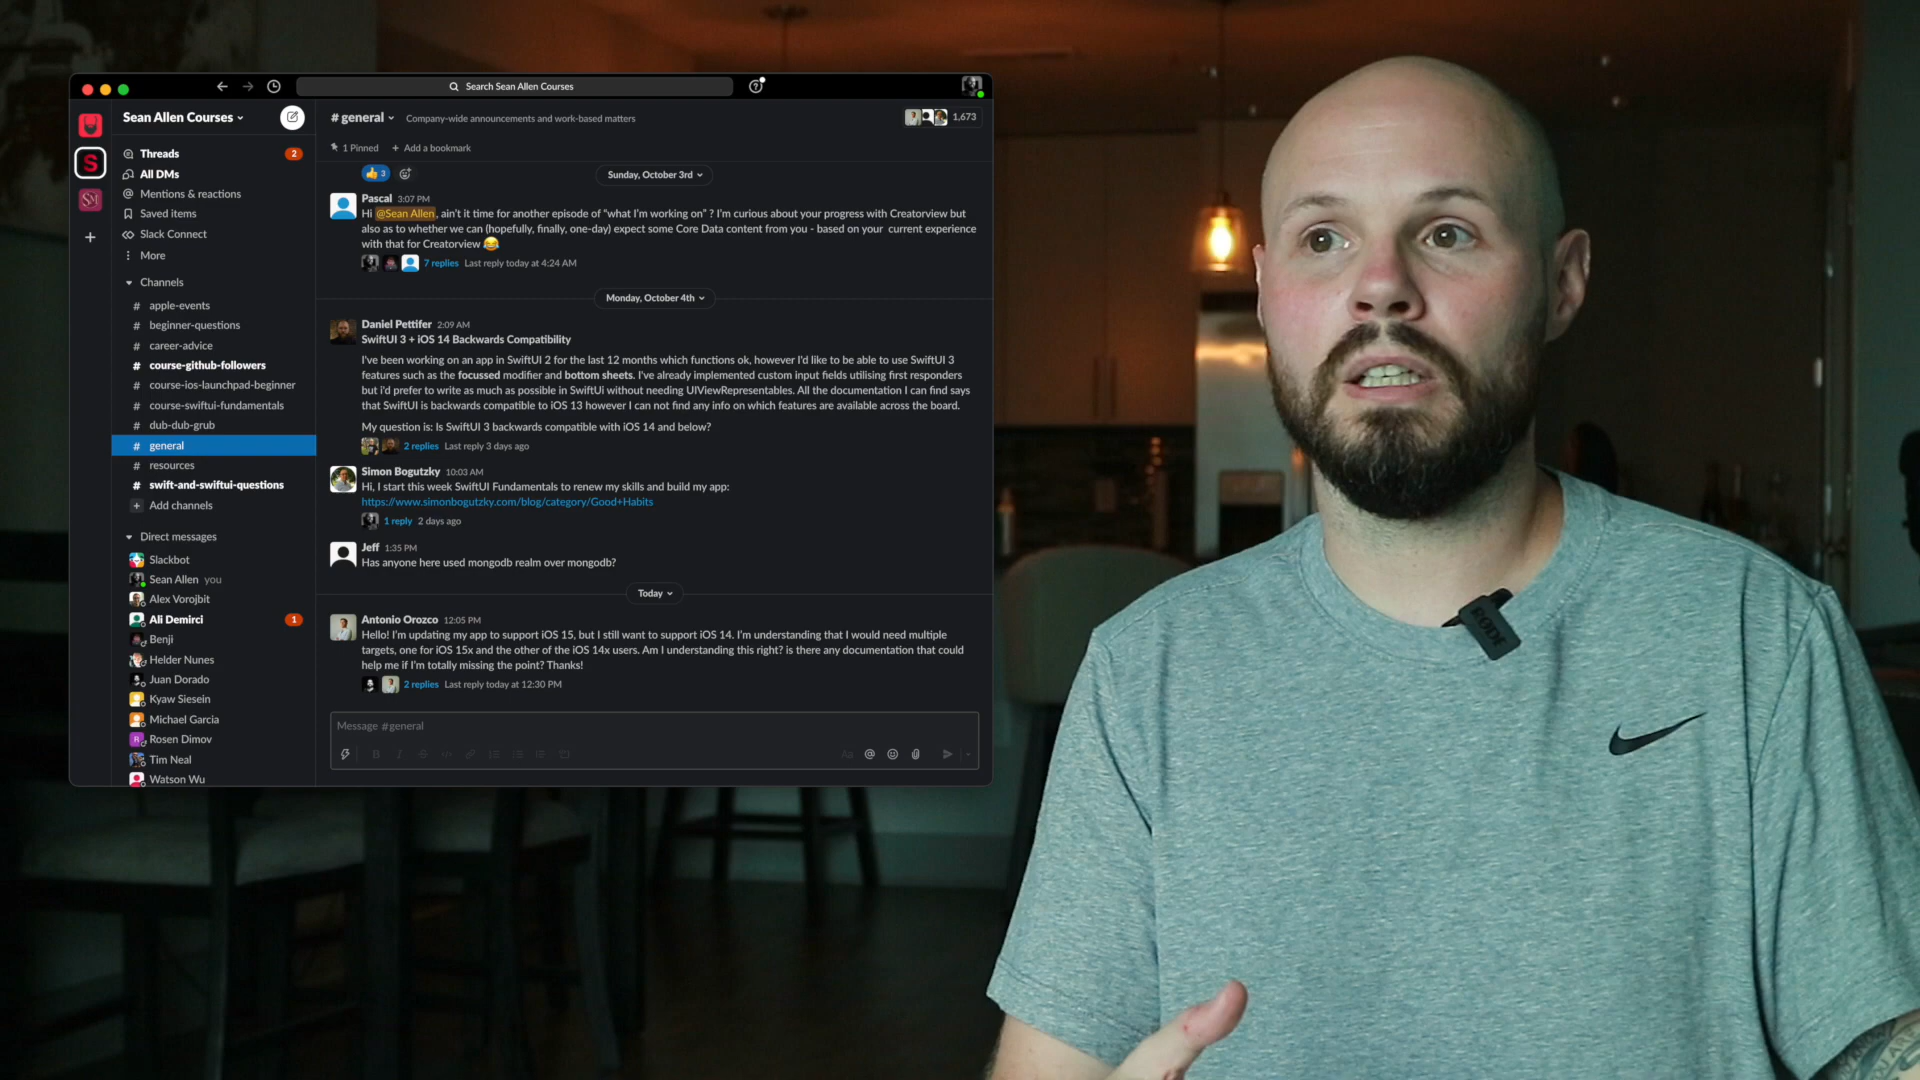 Search Sean Allen Courses
Sean Allen Courses
Threads 2
All DMs
Mentions & reactions
Saved items
Slack Connect
More
Channels
# apple-events
# beginner-questions
# career-advice
# course-github-followers
# course-ios-launchpad-beginner
# course-swiftui-fundamentals
# dub-dub-grub
# general
# resources
# swift-and-swiftui-questions
+ Add channels
Direct messages
Slackbot
Sean Allen you
Alex Vorojbit
Ali Demirci 1
Benji
Helder Nunes
Juan Dorado
Kyaw Siesein
Michael Garcia
R Rosen Dimov
Tim Neal
Watson Wu
S
SM
+
# general Company-wide announcements and work-based matters 1,673
1 Pinned + Add a bookmark
👍 3
Sunday, October 3rd
Pascal 3:07 PM
Hi @Sean Allen, ain't it time for another episode of "what I'm working on" ? I'm curious about your progress with Creatorview but
also as to whether we can (hopefully, finally, one-day) expect some Core Data content from you - based on your current experience
with that for Creatorview 😂
7 replies Last reply today at 4:24 AM
Monday, October 4th
Daniel Pettifer 2:09 AM
SwiftUI 3 + iOS 14 Backwards Compatibility
I've been working on an app in SwiftUI 2 for the last 12 months which functions ok, however I'd like to be able to use SwiftUI 3
features such as the focussed modifier and bottom sheets. I've already implemented custom input fields utilising first responders
but i'd prefer to write as much as possible in SwiftUi without needing UIViewRepresentables. All the documentation I can find says
that SwiftUI is backwards compatible to iOS 13 however I can not find any info on which features are available across the board.
My question is: Is SwiftUI 3 backwards compatible with iOS 14 and below?
2 replies Last reply 3 days ago
Simon Bogutzky 10:03 AM
Hi, I start this week SwiftUI Fundamentals to renew my skills and build my app:
https://www.simonbogutzky.com/blog/category/Good+Habits
1 reply 2 days ago
Jeff 1:35 PM
Has anyone here used mongodb realm over mongodb?
Today
Antonio Orozco 12:05 PM
Hello! I'm updating my app to support iOS 15, but I still want to support iOS 14. I'm understanding that I would need multiple
targets, one for iOS 15x and the other of the iOS 14x users. Am I understanding this right? is there any documentation that could
help me if I'm totally missing the point? Thanks!
2 replies Last reply today at 12:30 PM
Message #general
B I S Aa @
RØDE